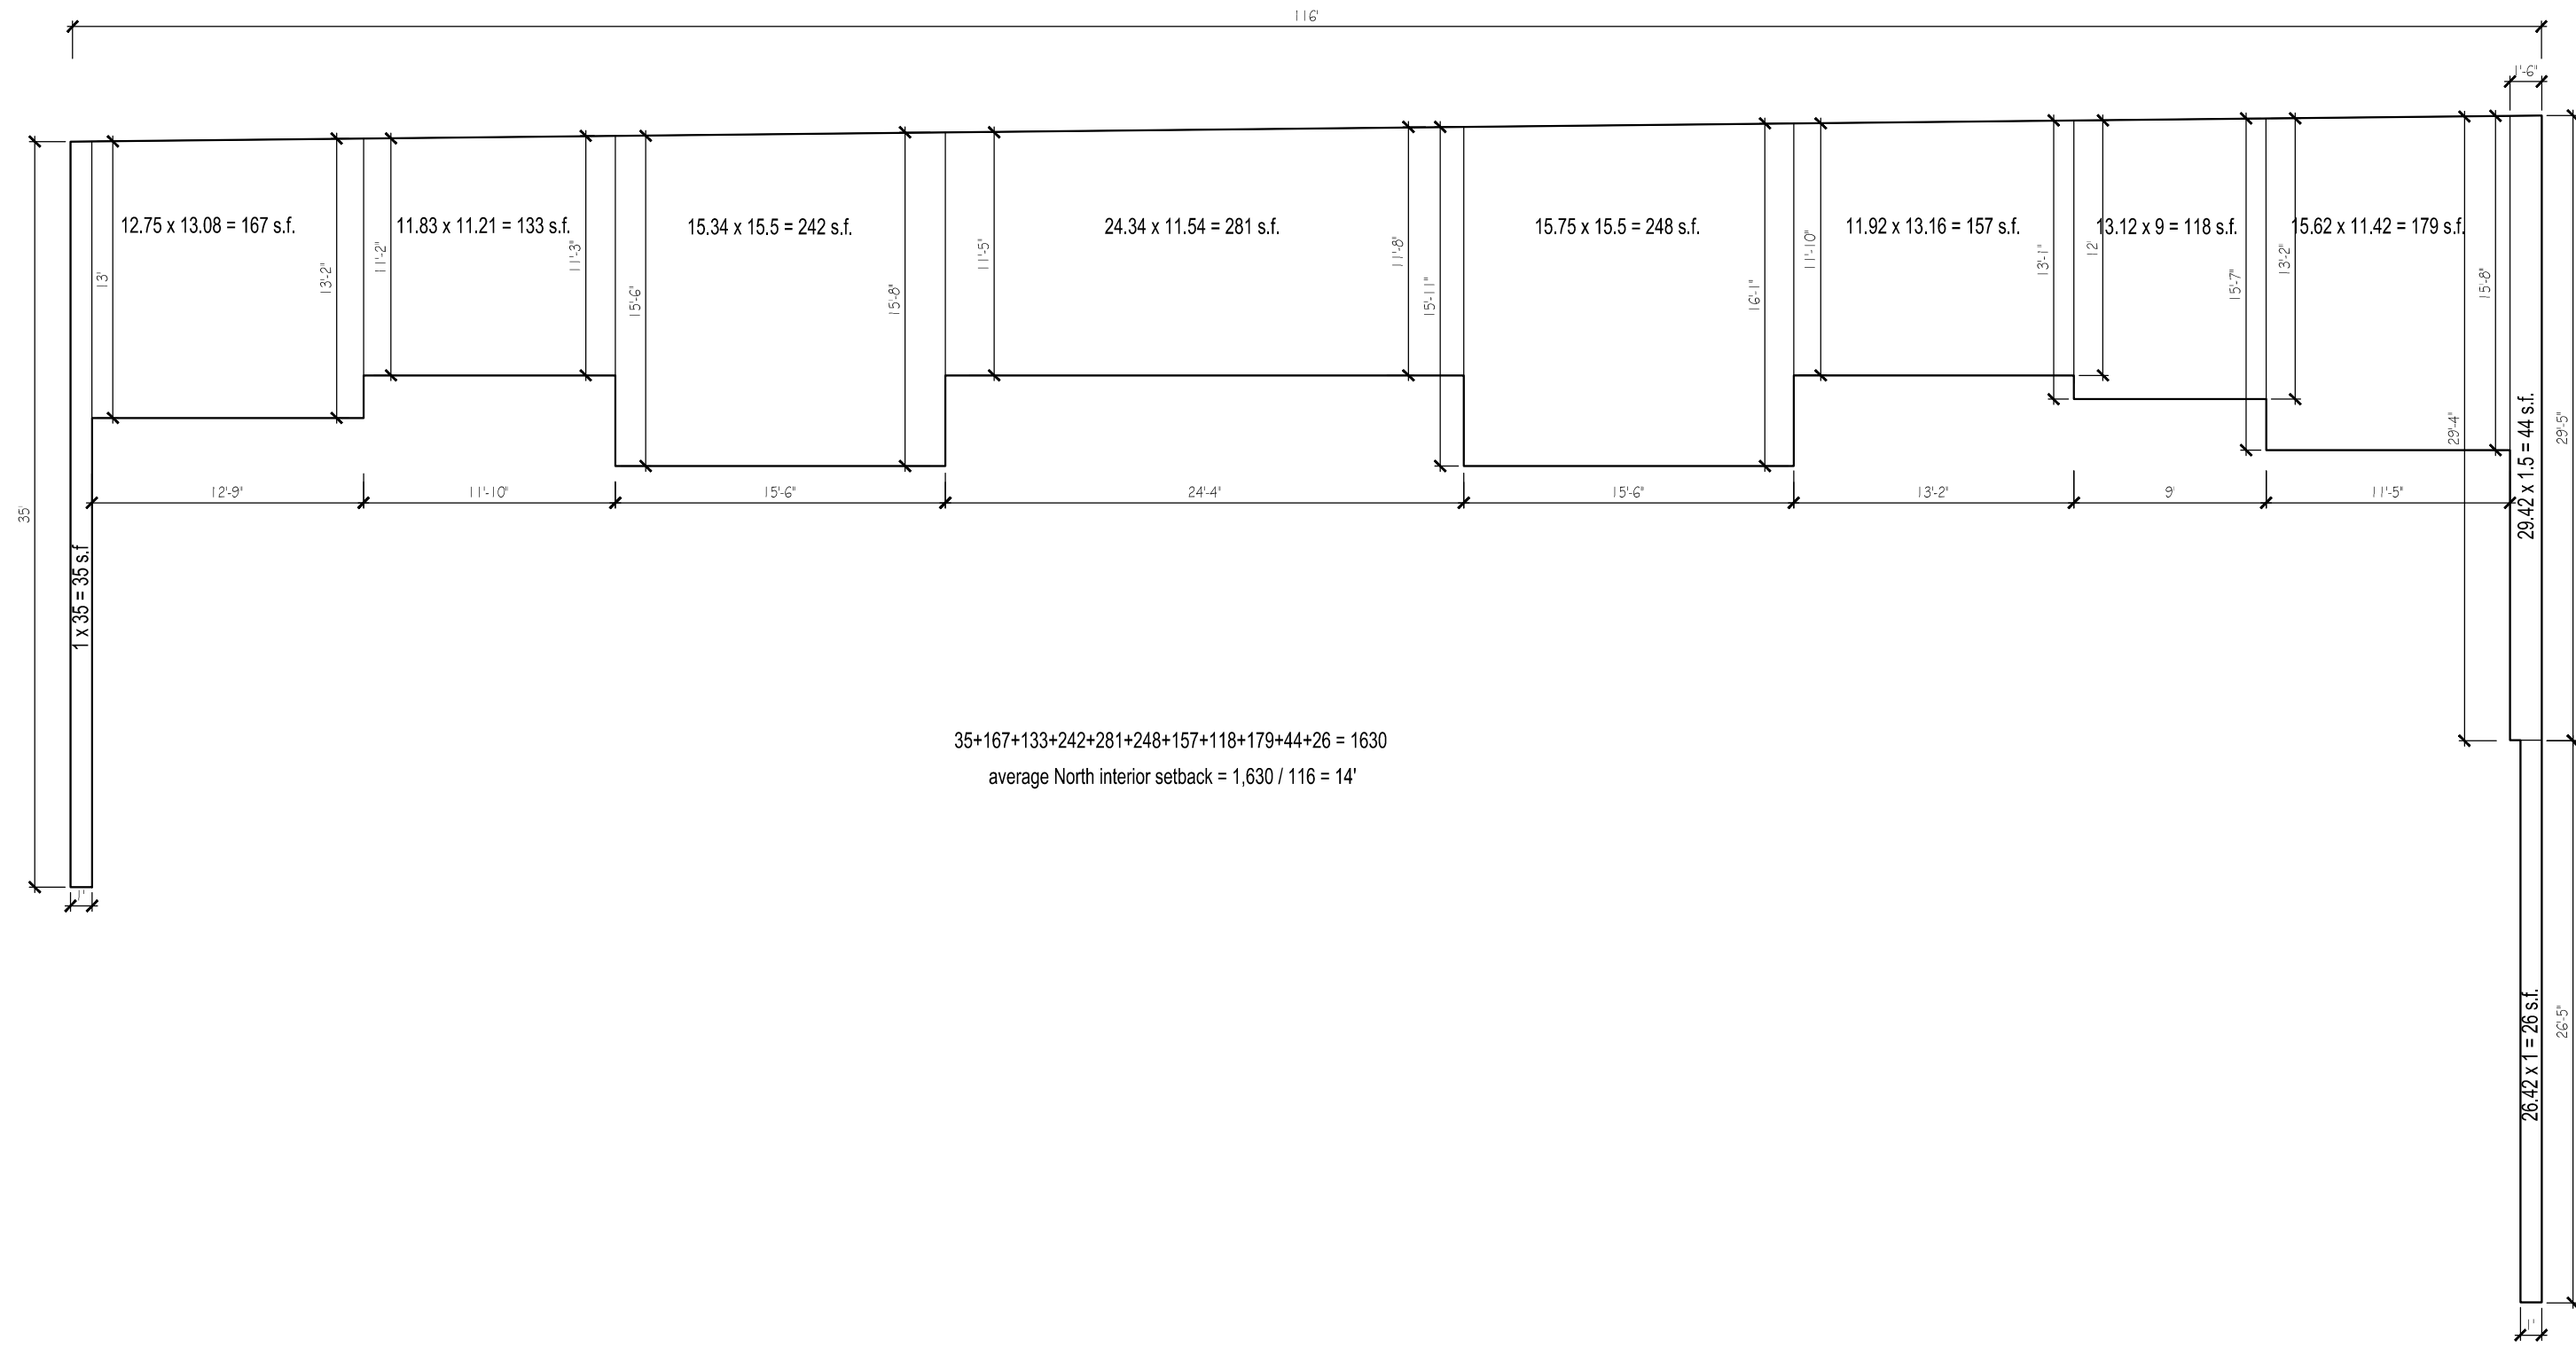 116'
1'-6"
12.75 x 13.08 = 167 s.f.
11.83 x 11.21 = 133 s.f.
15.34 x 15.5 = 242 s.f.
24.34 x 11.54 = 281 s.f.
15.75 x 15.5 = 248 s.f.
11.92 x 13.16 = 157 s.f.
13.12 x 9 = 118 s.f.
15.62 x 11.42 = 179 s.f.
13'
13'-2"
11'-2"
11'-3"
15'-6"
15'-8"
11'-5"
11'-8"
15'-11"
16'-1"
11'-10"
13'-1"
12'
15'-7"
13'-2"
15'-8"
29'-4"
29.42 x 1.5 = 44 s.f.
29'-5"
12'-9"
11'-10"
15'-6"
24'-4"
15'-6"
13'-2"
9'
11'-5"
35'
1 x 35 = 35 s.f
1'
35+167+133+242+281+248+157+118+179+44+26 = 1630
average North interior setback = 1,630 / 116 = 14'
26.42 x 1 = 26 s.f.
26'-5"
1'